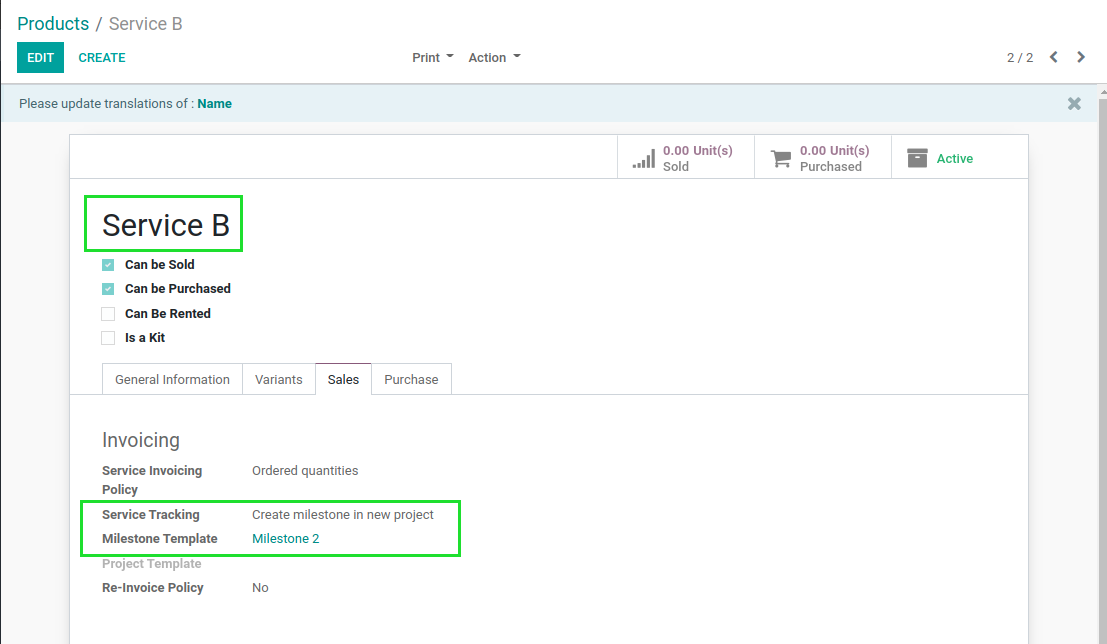 Products / Service B
EDIT CREATE Print Action 2 / 2
Please update translations of : Name
0.00 Unit(s) Sold
0.00 Unit(s) Purchased
Active
Service B
Can be Sold
Can be Purchased
Can Be Rented
Is a Kit
General Information Variants Sales Purchase
Invoicing
Service Invoicing Policy Ordered quantities
Service Tracking Create milestone in new project
Milestone Template Milestone 2
Project Template
Re-Invoice Policy No